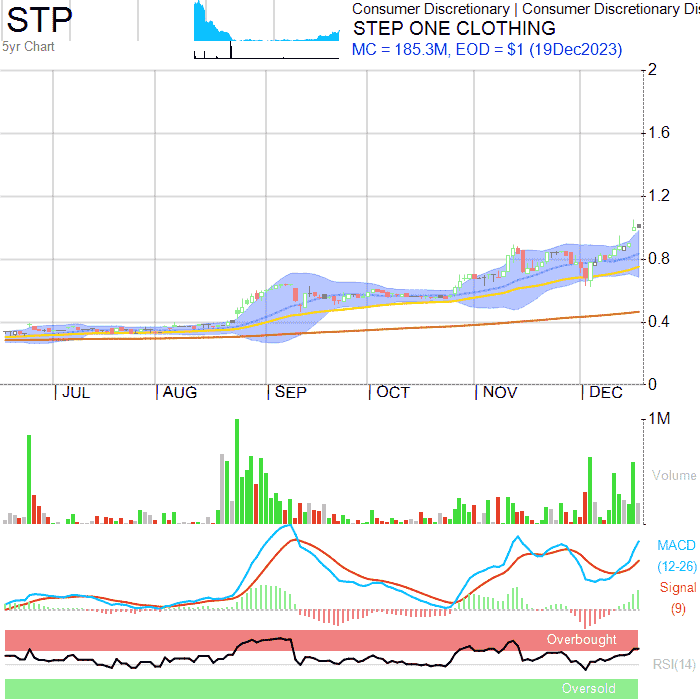 STP
5yr Chart
Consumer Discretionary | Consumer Discretionary Dis
STEP ONE CLOTHING
MC = 185.3M, EOD = $1 (19Dec2023)
2
1.6
1.2
0.8
0.4
0
JUL
AUG
SEP
OCT
NOV
DEC
1M
Volume
MACD
(12-26)
Signal
(9)
Overbought
RSI(14)
Oversold